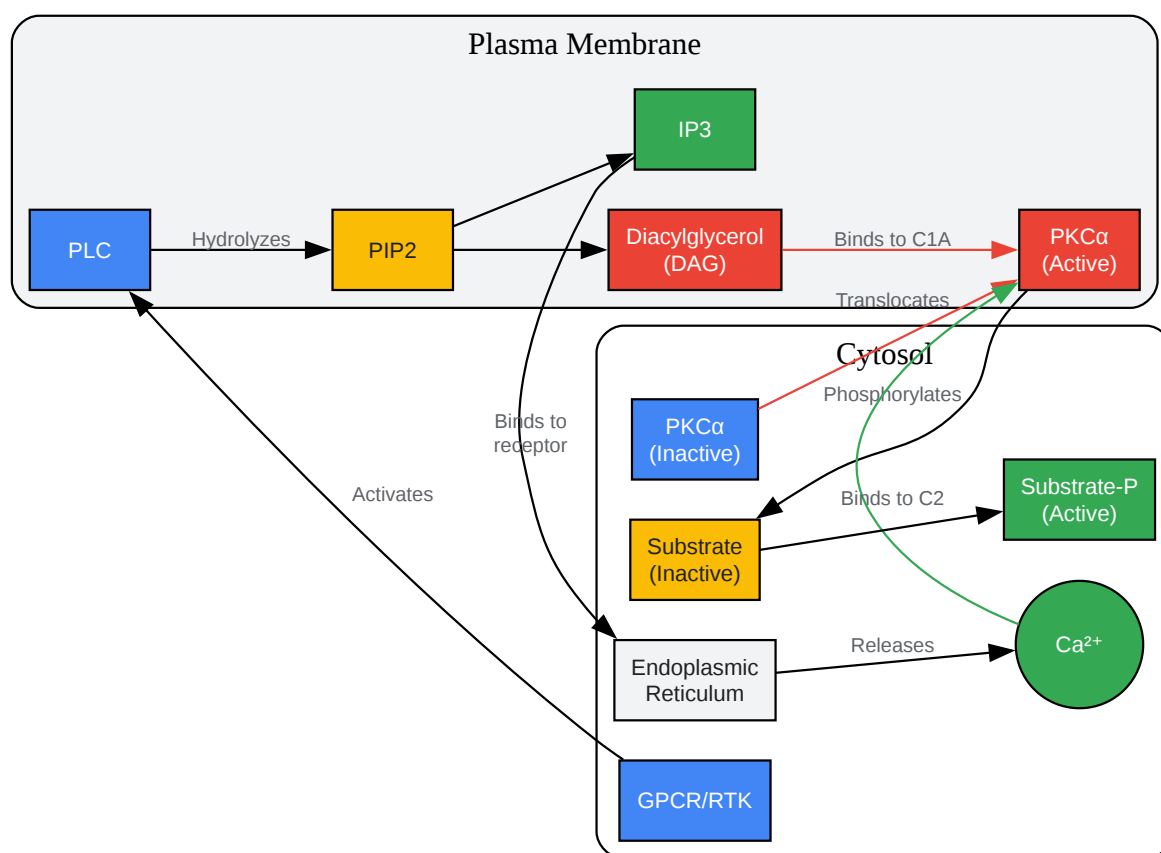 Plasma Membrane
IP3
PLC
Hydrolyzes
PIP2
Diacylglycerol
(DAG)
Binds to C1A
PKCα
(Active)
Translocates
Cytosol
Phosphorylates
PKCα
(Inactive)
Binds to
receptor
Activates
Binds to C2
Substrate-P
(Active)
Substrate
(Inactive)
Releases
Ca²⁺
Endoplasmic
Reticulum
GPCR/RTK